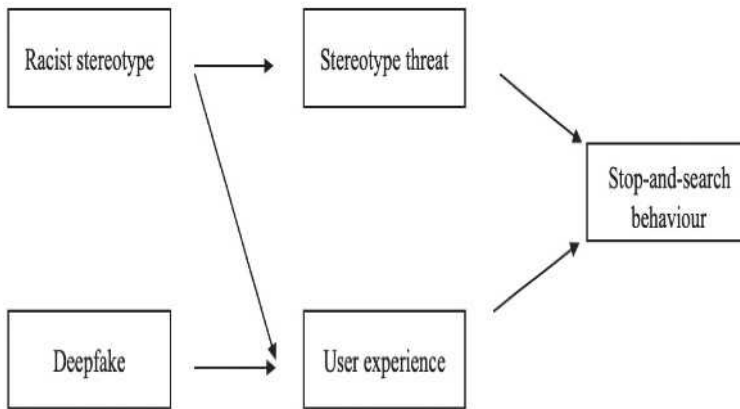 Racist stereotype
Stereotype threat
Stop-and-search
behaviour
Deepfake
User experience